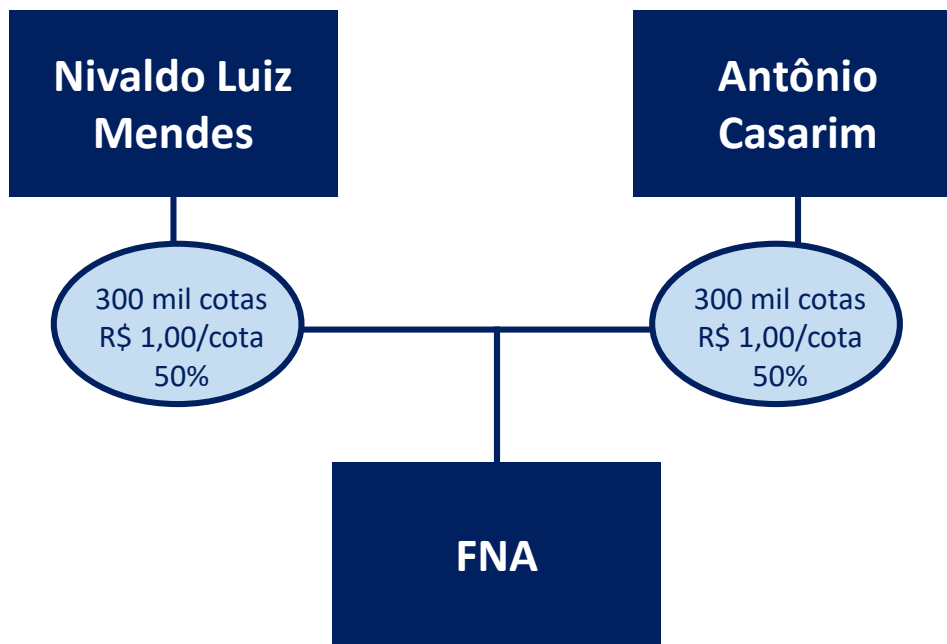 Nivaldo Luiz
Mendes
Antônio
Casarim
300 mil cotas
R$ 1,00/cota
50%
300 mil cotas
R$ 1,00/cota
50%
FNA